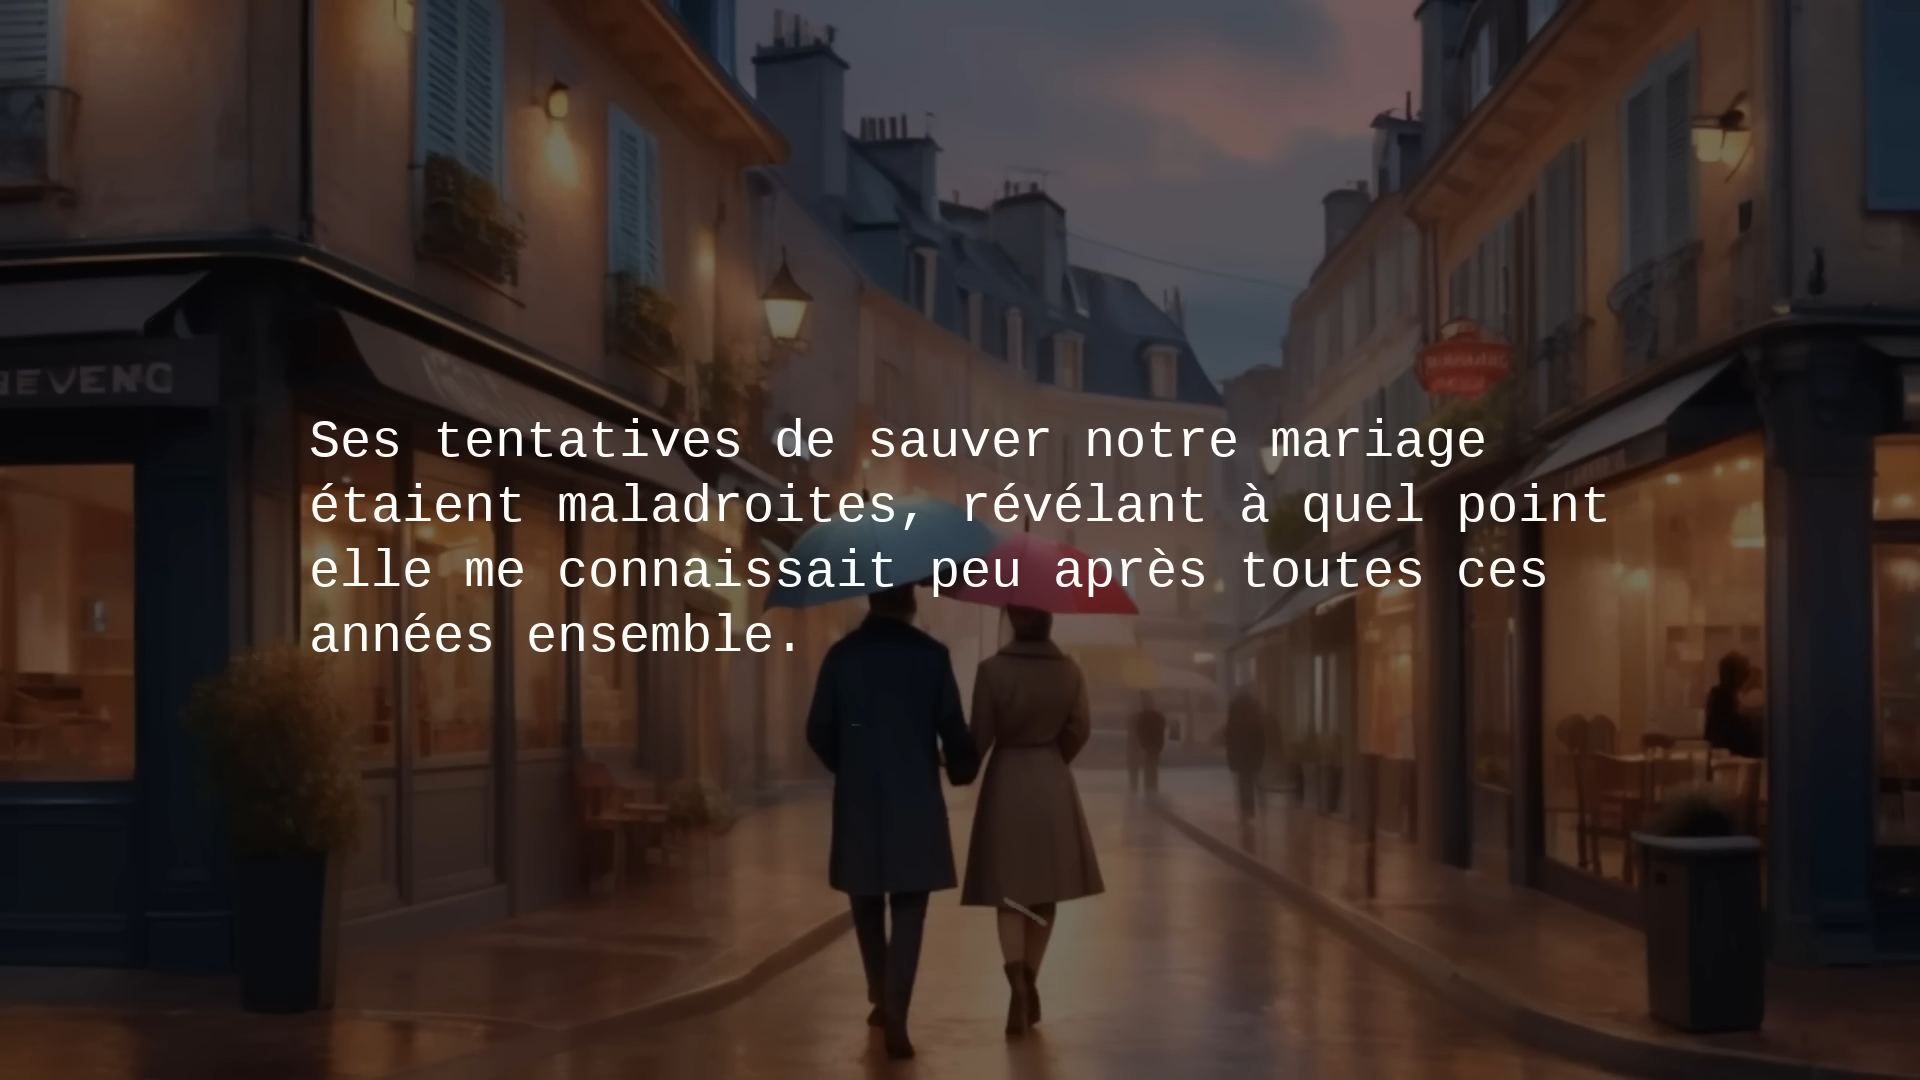 Ses tentatives de sauver notre mariage
étaient maladroites, révélant à quel point
elle me connaissait peu après toutes ces
années ensemble.